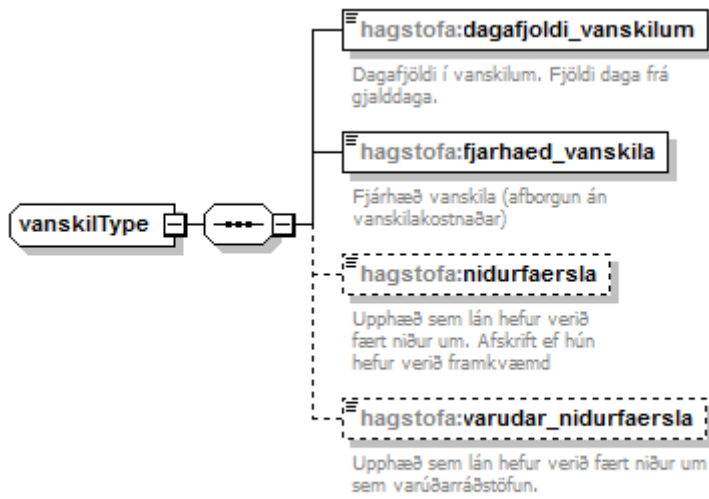 hagstofa:dagafjoldi_vanskilum
Dagafjöldi í vanskilum. Fjöldi daga frá
gjalddaga.
hagstofa:fjarhaed_vanskila
Fjárhæð vanskila (afborgun án
vanskilakostnaðar)
vanskilType
hagstofa:nidurfaersla
Upphæð sem lán hefur verið
fært niður um. Afskrift ef hún
hefur verið framkvæmd
hagstofa:varudar_nidurfaersla
Upphæð sem lán hefur verið fært niður um
sem varúðarráðstöfun.